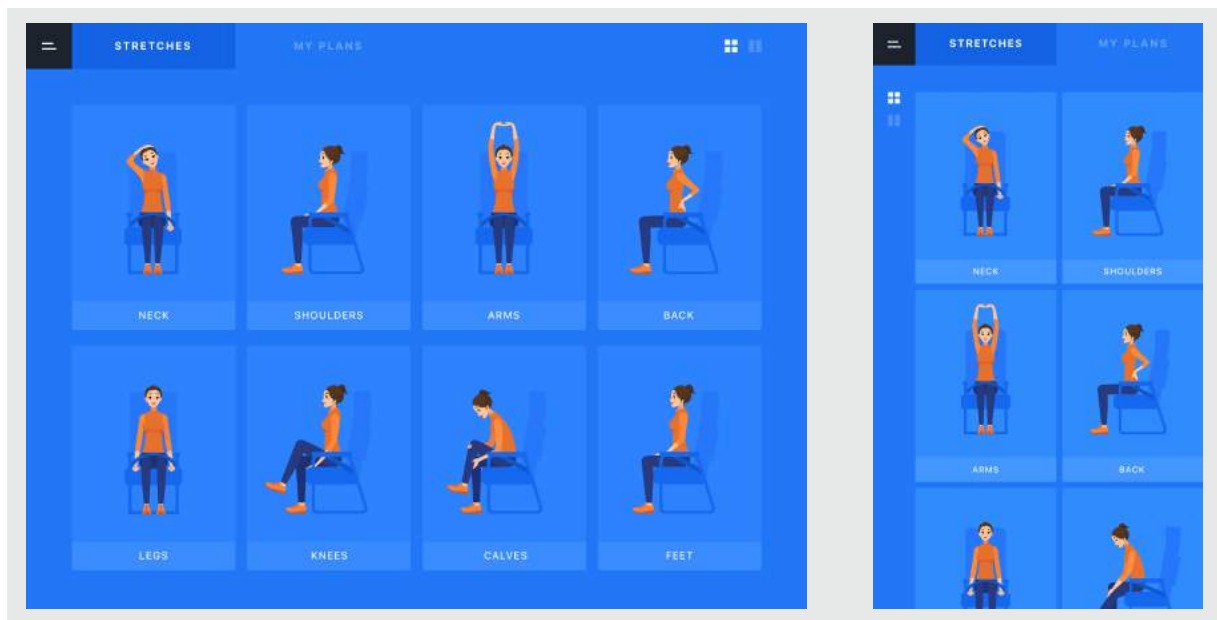 STRETCHES MY PLANS
NECK SHOULDERS ARMS BACK
LEGS KNEES CALVES FEET
STRETCHES MY PLANS
NECK SHOULDERS
ARMS BACK